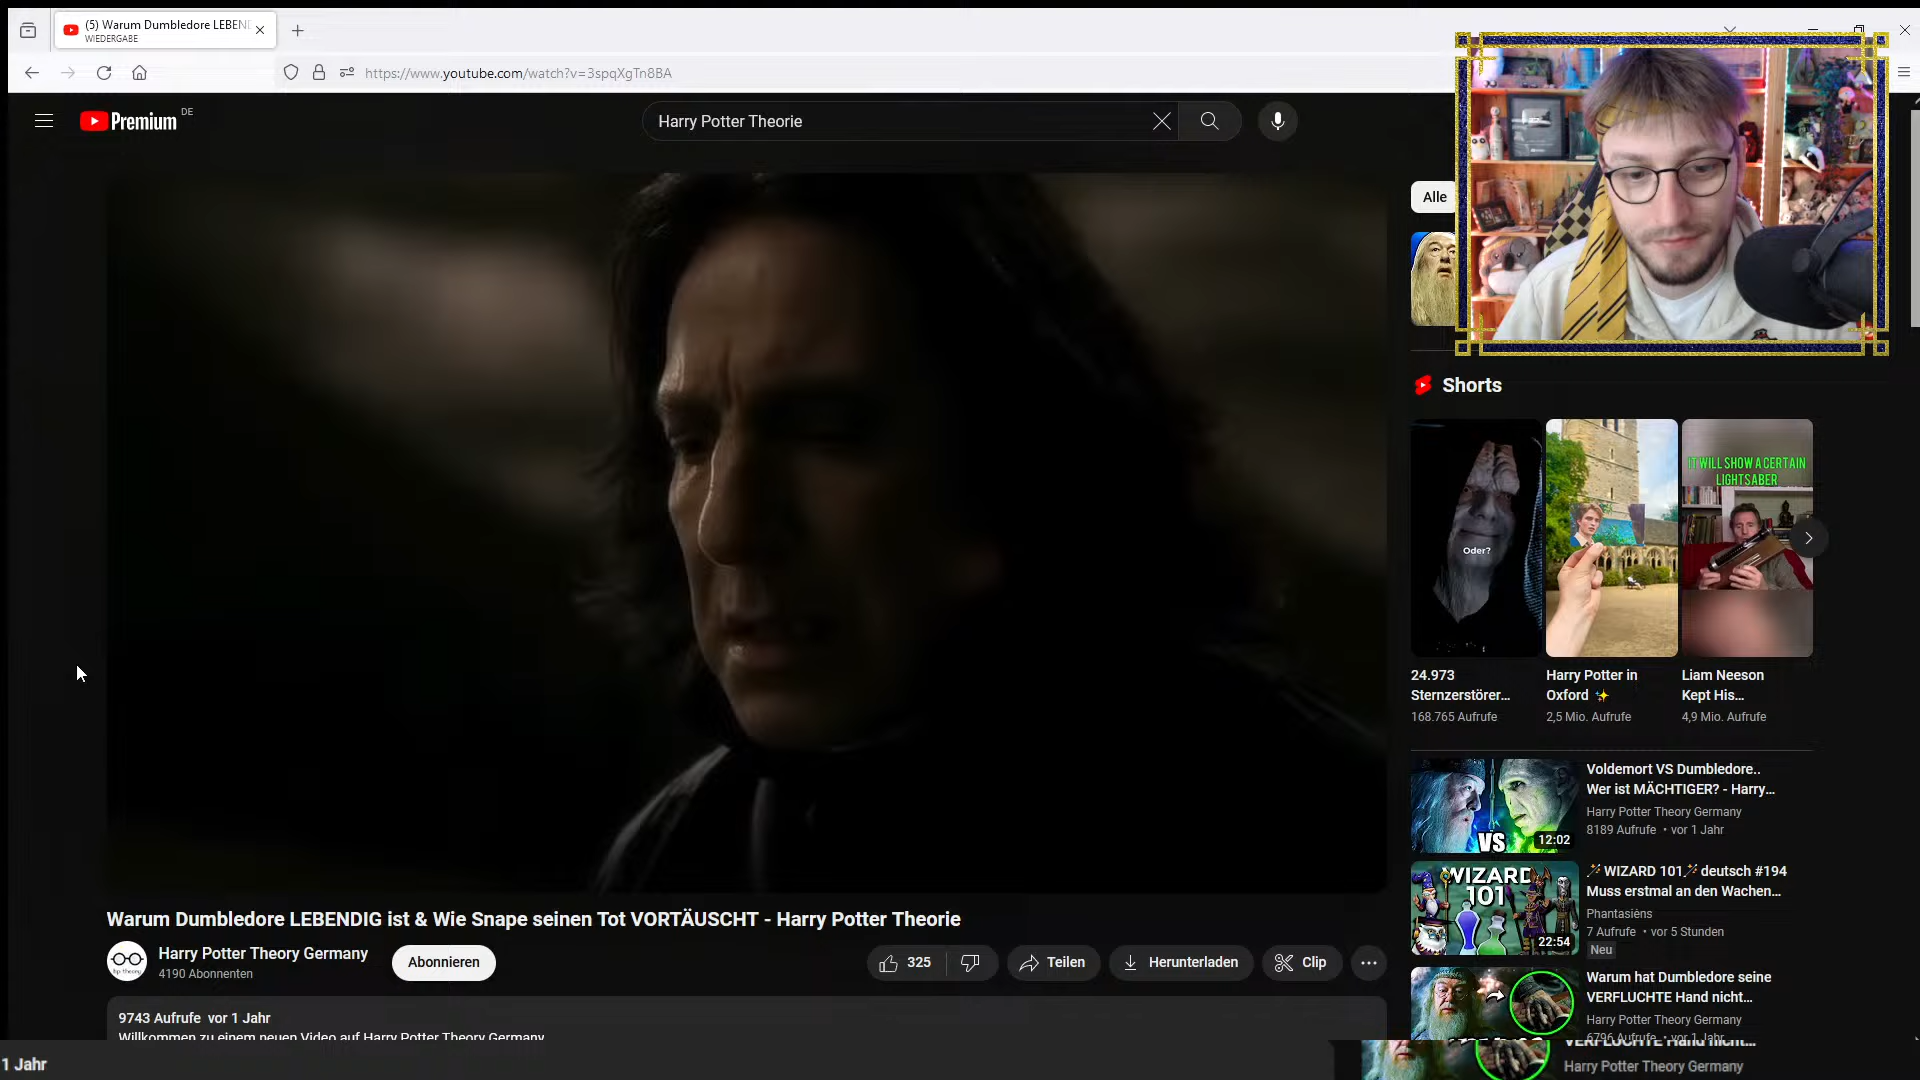 (5) Warum Dumbledore LEBEN
WIEDERGABE
https://www.youtube.com/watch?v=3spqXgTn8BA
Premium DE
Harry Potter Theorie
Alle
Shorts
Oder?
IT WILL SHOW A CERTAIN
LIGHTSABER
24.973
Sternzerstörer...
168.765 Aufrufe
Harry Potter in
Oxford ✨
2,5 Mio. Aufrufe
Liam Neeson
Kept His...
4,9 Mio. Aufrufe
VS
12:02
Voldemort VS Dumbledore..
Wer ist MÄCHTIGER? - Harry...
Harry Potter Theory Germany
8189 Aufrufe • vor 1 Jahr
WIZARD
101
22:54
🪄WIZARD 101🪄 deutsch #194
Muss erstmal an den Wachen...
Phantasiéns
7 Aufrufe • vor 5 Stunden
Neu
Warum hat Dumbledore seine
VERFLUCHTE Hand nicht...
Harry Potter Theory Germany
6796 Aufrufe • vor 1 Jahr
Warum Dumbledore LEBENDIG ist & Wie Snape seinen Tot VORTÄUSCHT - Harry Potter Theorie
hp theory
Harry Potter Theory Germany
4190 Abonnenten
Abonnieren
325
Teilen
Herunterladen
Clip
9743 Aufrufe vor 1 Jahr
Willkommen zu einem neuen Video auf Harry Potter Theory Germany
1 Jahr
VERFLUCHTE Hand nicht...
Harry Potter Theory Germany